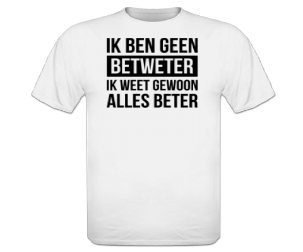 IK BEN GEEN
BETWETER
IK WEET GEWOON
ALLES BETER